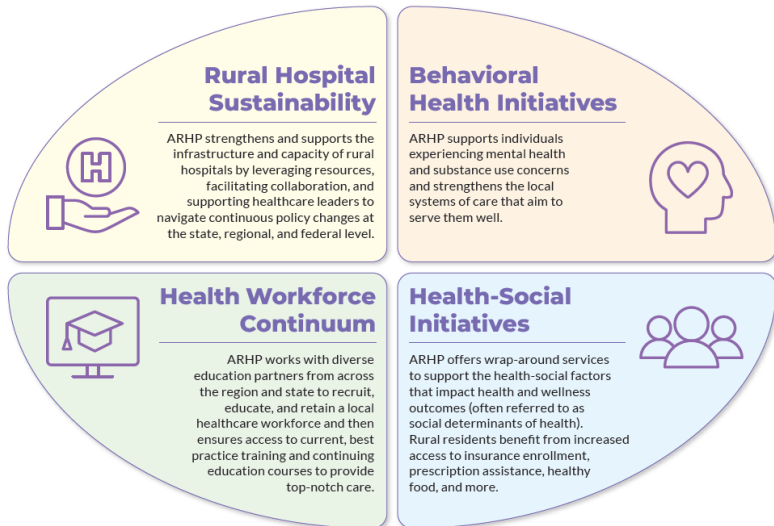 Rural Hospital
Sustainability
ARHP strengthens and supports the
infrastructure and capacity of rural
hospitals by leveraging resources,
facilitating collaboration, and
supporting healthcare leaders to
navigate continuous policy changes at
the state, regional, and federal level.
Behavioral
Health Initiatives
ARHP supports individuals
experiencing mental health
and substance use concerns
and strengthens the local
systems of care that aim to
serve them well.
Health Workforce
Continuum
ARHP works with diverse
education partners from across
the region and state to recruit,
educate, and retain a local
healthcare workforce and then
ensures access to current, best
practice training and continuing
education courses to provide
top-notch care.
Health-Social
Initiatives
ARHP offers wrap-around services
to support the health-social factors
that impact health and wellness
outcomes (often referred to as
social determinants of health).
Rural residents benefit from increased
access to insurance enrollment,
prescription assistance, healthy
food, and more.